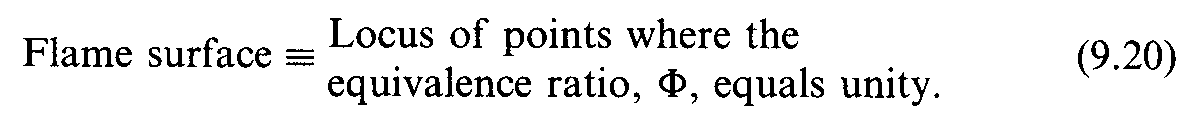 Locus of points where the
Flame surface ≡
equivalence ratio, Φ, equals unity.
(9.20)